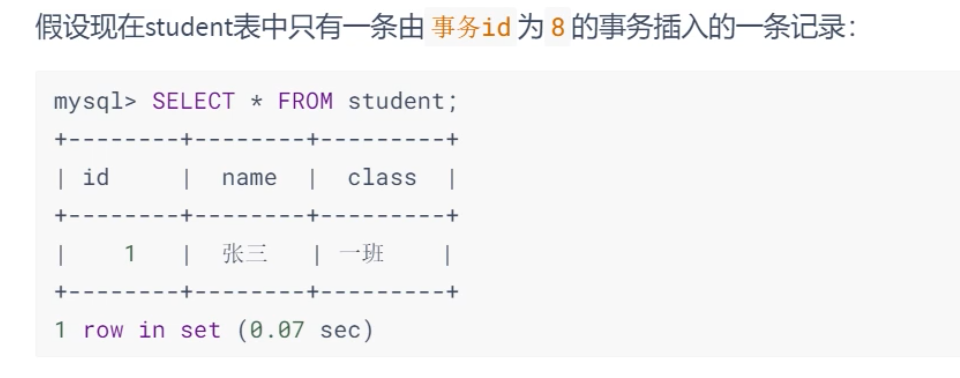 假设现在student表中只有一条由 事务id 为 8 的事务插入的一条记录：
mysql> SELECT * FROM student;
+--------+--------+---------+
| id     |  name  |  class  |
+--------+--------+---------+
|    1   |  张三   | 一班     |
+--------+--------+---------+
1 row in set (0.07 sec)